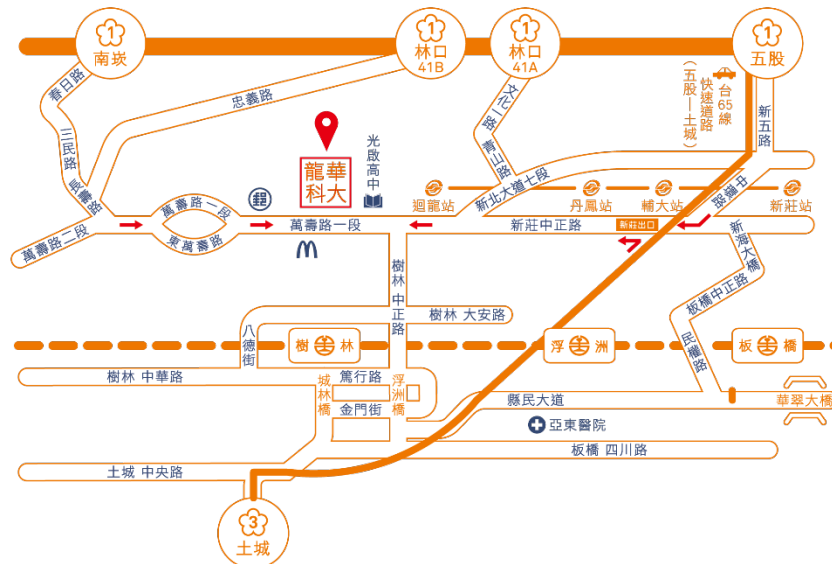 1
南崁
1
林口
41B
1
林口
41A
1
五股
春日路
三民路
長壽路
忠義路
文化一路
青山路
台65線
快速道路
(五股—土城)
新五路
中興路
龍華
科大
光啟高中
郵
迴龍站
丹鳳站
輔大站
新莊站
新北大道七段
萬壽路一段
東萬壽路
萬壽路二段
萬壽路一段
新莊中正路
新莊出口
新海大橋
板橋中正路
民權路
樹林 中正路
樹林 大安路
八德街
樹林
浮洲
板橋
樹林 中華路
篤行路
金門街
城林橋
浮洲橋
縣民大道
華翠大橋
亞東醫院
板橋 四川路
土城 中央路
3
土城